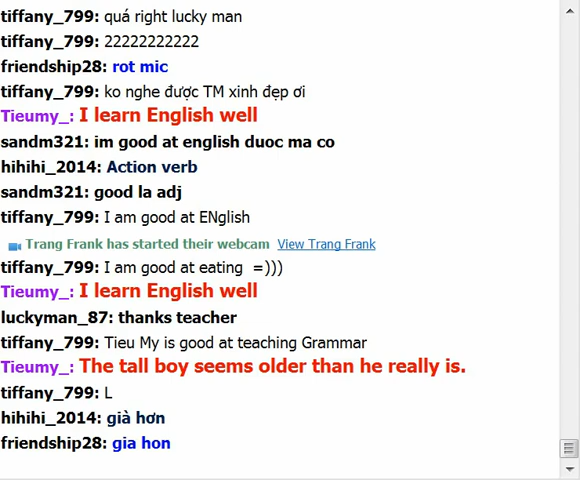 tiffany_799: quá right lucky man
tiffany_799: 22222222222
friendship28: rot mic
tiffany_799: ko nghe được TM xinh đẹp ơi
Tieumy_: I learn English well
sandm321: im good at english duoc ma co
hihihi_2014: Action verb
sandm321: good la adj
tiffany_799: I am good at ENglish
Trang Frank has started their webcam View Trang Frank
tiffany_799: I am good at eating =)))
Tieumy_: I learn English well
luckyman_87: thanks teacher
tiffany_799: Tieu My is good at teaching Grammar
Tieumy_: The tall boy seems older than he really is.
tiffany_799: L
hihihi_2014: già hơn
friendship28: gia hon